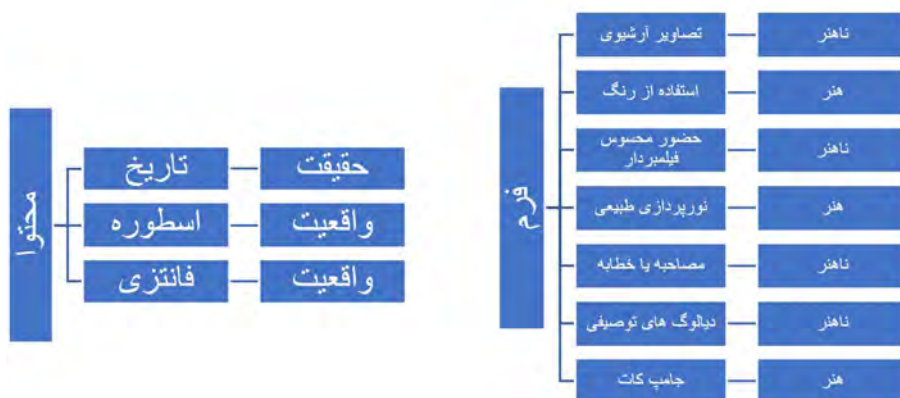 فرم
تصاویر آرشیوی
ناهنر
استفاده از رنگ
هنر
حضور محسوس
فیلمبردار
ناهنر
نورپردازی طبیعی
هنر
مصاحبه یا خطابه
ناهنر
دیالوگ های توصیفی
ناهنر
جامپ کات
هنر
محتوا
تاریخ
حقیقت
اسطوره
واقعیت
فانتزی
واقعیت